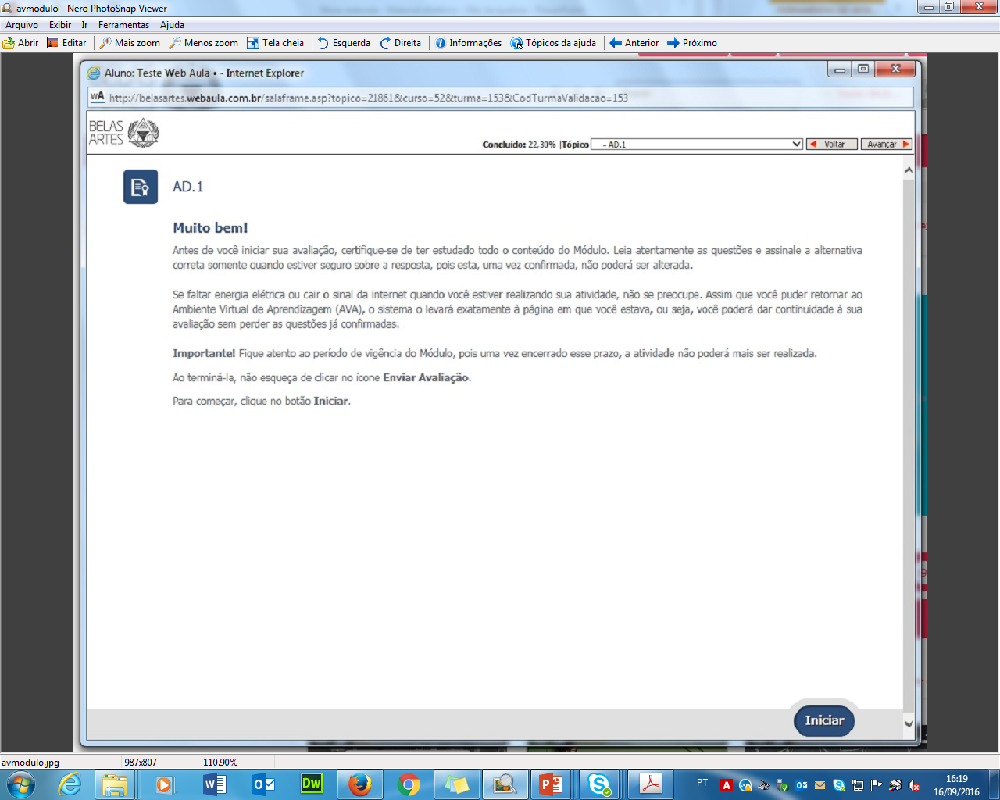 avmodulo - Nero PhotoSnap Viewer
Arquivo Exibir Ir Ferramentas Ajuda
Abrir Editar Mais zoom Menos zoom Tela cheia Esquerda Direita Informações Tópicos da ajuda Anterior Próximo
Aluno: Teste Web Aula • - Internet Explorer
wA http://belasartes.webaula.com.br/salaframe.asp?topico=21861&curso=52&turma=153&CodTurmaValidacao=153
BELAS
ARTES
Concluído: 22,30% |Tópico - AD.1 Voltar Avançar
AD.1
Muito bem!
Antes de você iniciar sua avaliação, certifique-se de ter estudado todo o conteúdo do Módulo. Leia atentamente as questões e assinale a alternativa
correta somente quando estiver seguro sobre a resposta, pois esta, uma vez confirmada, não poderá ser alterada.
Se faltar energia elétrica ou cair o sinal da internet quando você estiver realizando sua atividade, não se preocupe. Assim que você puder retornar ao
Ambiente Virtual de Aprendizagem (AVA), o sistema o levará exatamente à página em que você estava, ou seja, você poderá dar continuidade à sua
avaliação sem perder as questões já confirmadas.
Importante! Fique atento ao período de vigência do Módulo, pois uma vez encerrado esse prazo, a atividade não poderá mais ser realizada.
Ao terminá-la, não esqueça de clicar no ícone Enviar Avaliação.
Para começar, clique no botão Iniciar.
Iniciar
avmodulo.jpg 987x807 110.90%
Dw
PT
16:19
16/09/2016